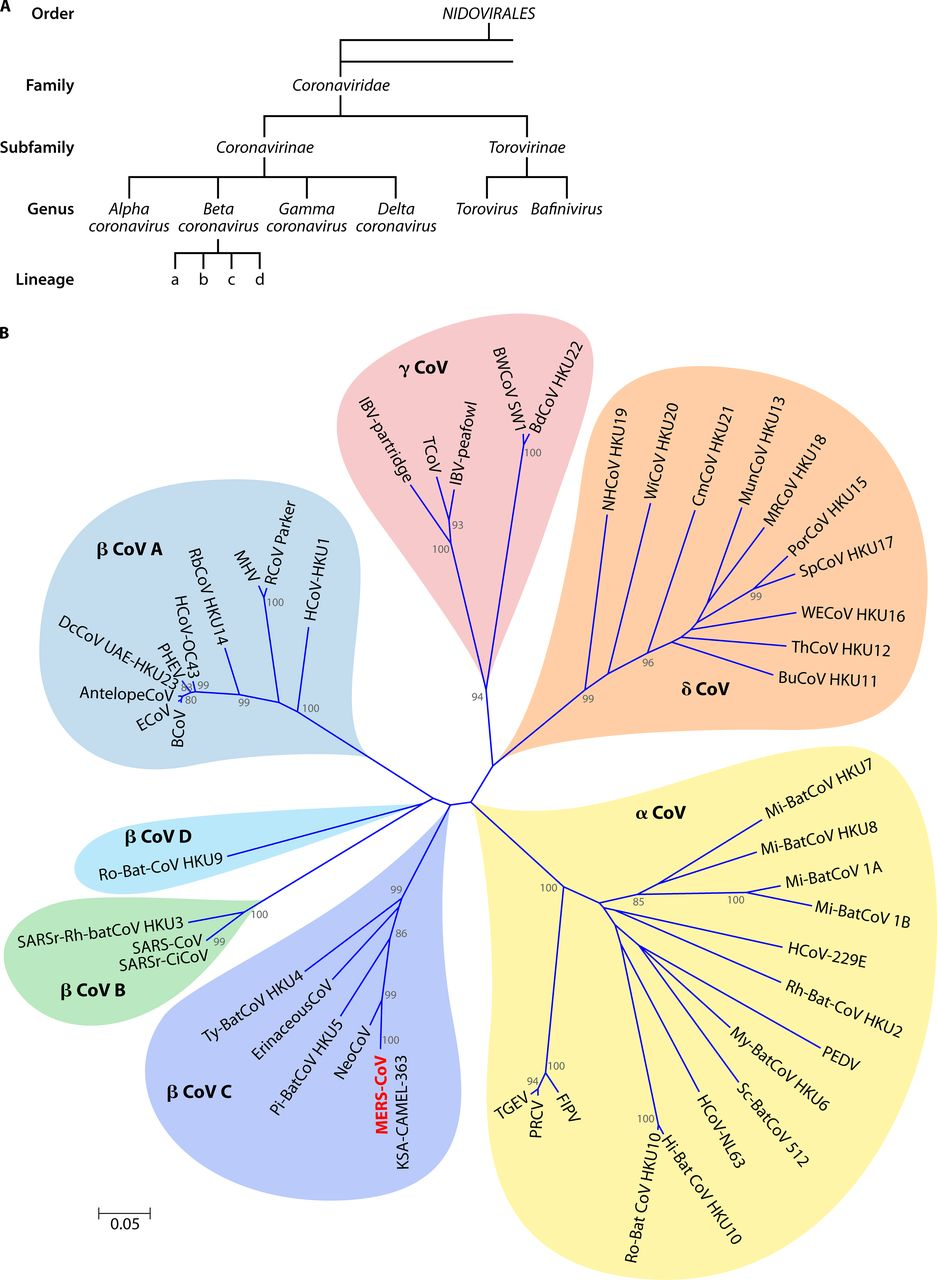 A
Order
NIDOVIRALES
Family
Coronaviridae
Subfamily
Coronavirinae
Torovirinae
Genus
Alpha
coronavirus
Beta
coronavirus
Gamma
coronavirus
Delta
coronavirus
Torovirus
Bafinivirus
Lineage
a
b
c
d
B
γ CoV
IBV-partridge
TCoV
IBV-peafowl
BWCoV SW1
BdCoV HKU22
100
93
100
94
NHCoV HKU19
WiCoV HKU20
CmCoV HKU21
MunCoV HKU13
MRCoV HKU18
PorCoV HKU15
SpCoV HKU17
99
WECoV HKU16
ThCoV HKU12
BuCoV HKU11
96
99
δ CoV
β CoV A
DcCoV UAE-HKU23
PHEV
HCoV-OC43
RbCoV HKU14
MHV
RCoV Parker
HCoV-HKU1
AntelopeCoV
ECoV
BCoV
83
99
80
99
100
100
β CoV D
Ro-Bat-CoV HKU9
SARSr-Rh-batCoV HKU3
SARS-CoV
SARSr-CiCoV
100
99
β CoV B
99
86
99
100
Ty-BatCoV HKU4
ErinaceousCoV
Pi-BatCoV HKU5
NeoCoV
MERS-CoV
KSA-CAMEL-363
β CoV C
α CoV
Mi-BatCoV HKU7
Mi-BatCoV HKU8
Mi-BatCoV 1A
Mi-BatCoV 1B
100
85
100
HCoV-229E
Rh-Bat-CoV HKU2
PEDV
My-BatCoV HKU6
Sc-BatCoV 512
HCoV-NL63
Hi-Bat CoV HKU10
Ro-Bat CoV HKU10
100
100
94
TGEV
PRCV
FIPV
0.05